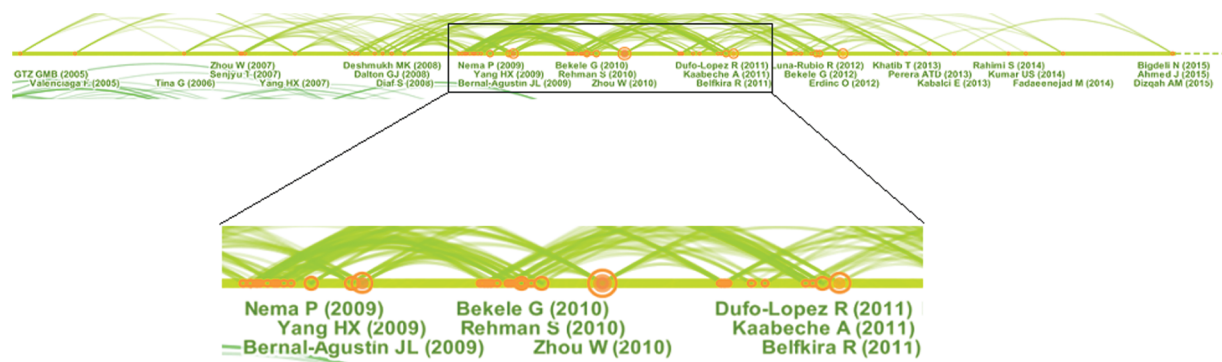 GTZ GMB (2005)
Valenciaga F. (2005)
Tina G (2006)
Zhou W (2007)
Senjyu T (2007)
Yang HX (2007)
Deshmukh MK (2008)
Dalton GJ (2008)
Diaf S (2008)
Nema P (2009)
Yang HX (2009)
Bernal-Agustin JL (2009)
Bekele G (2010)
Rehman S (2010)
Zhou W (2010)
Dufo-Lopez R (2011)
Kaabeche A (2011)
Belfkira R (2011)
Luna-Rubio R (2012)
Bekele G (2012)
Erdinc O (2012)
Khatib T (2013)
Perera ATD (2013)
Kabalci E (2013)
Rahimi S (2014)
Kumar US (2014)
Fadaeenejad M (2014)
Bigdeli N (2015)
Ahmed J (2015)
Dizqah AM (2015)
Nema P (2009)
Yang HX (2009)
Bernal-Agustin JL (2009)
Bekele G (2010)
Rehman S (2010)
Zhou W (2010)
Dufo-Lopez R (2011)
Kaabeche A (2011)
Belfkira R (2011)